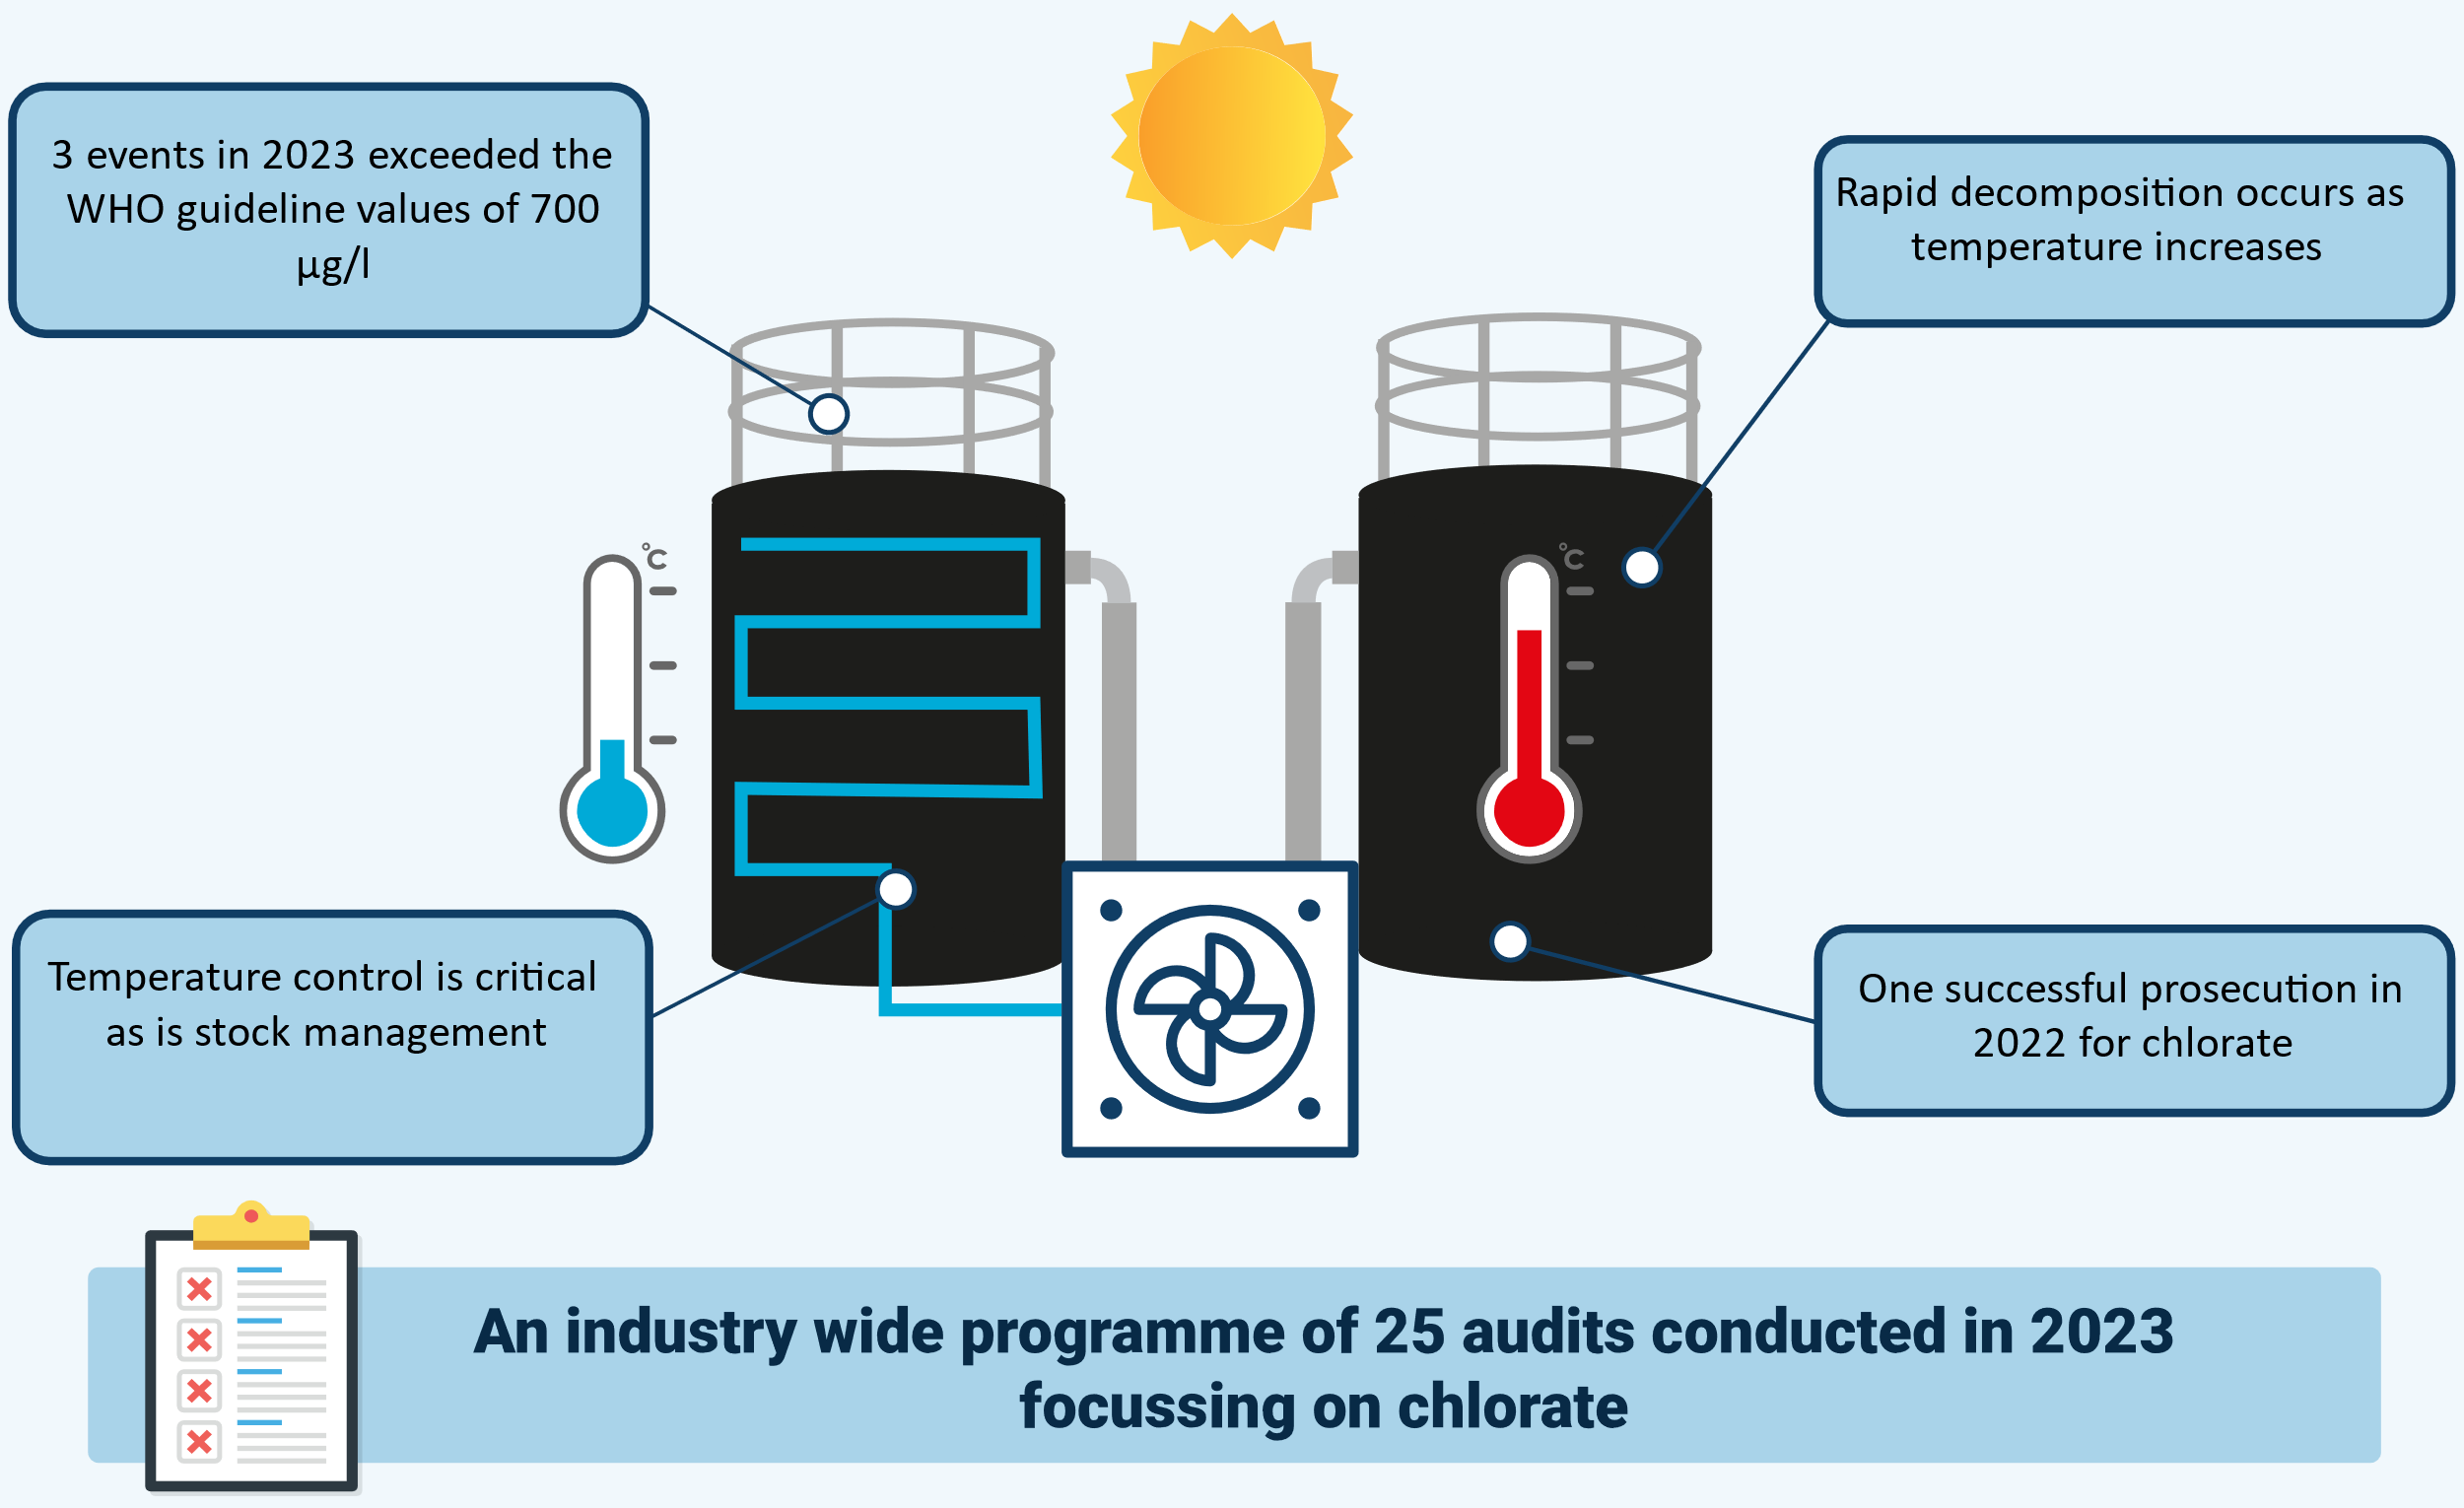 3 events in 2023 exceeded the
WHO guideline values of 700
µg/l
Rapid decomposition occurs as
temperature increases
°C
°C
Temperature control is critical
as is stock management
One successful prosecution in
2022 for chlorate
An industry wide programme of 25 audits conducted in 2023
focussing on chlorate